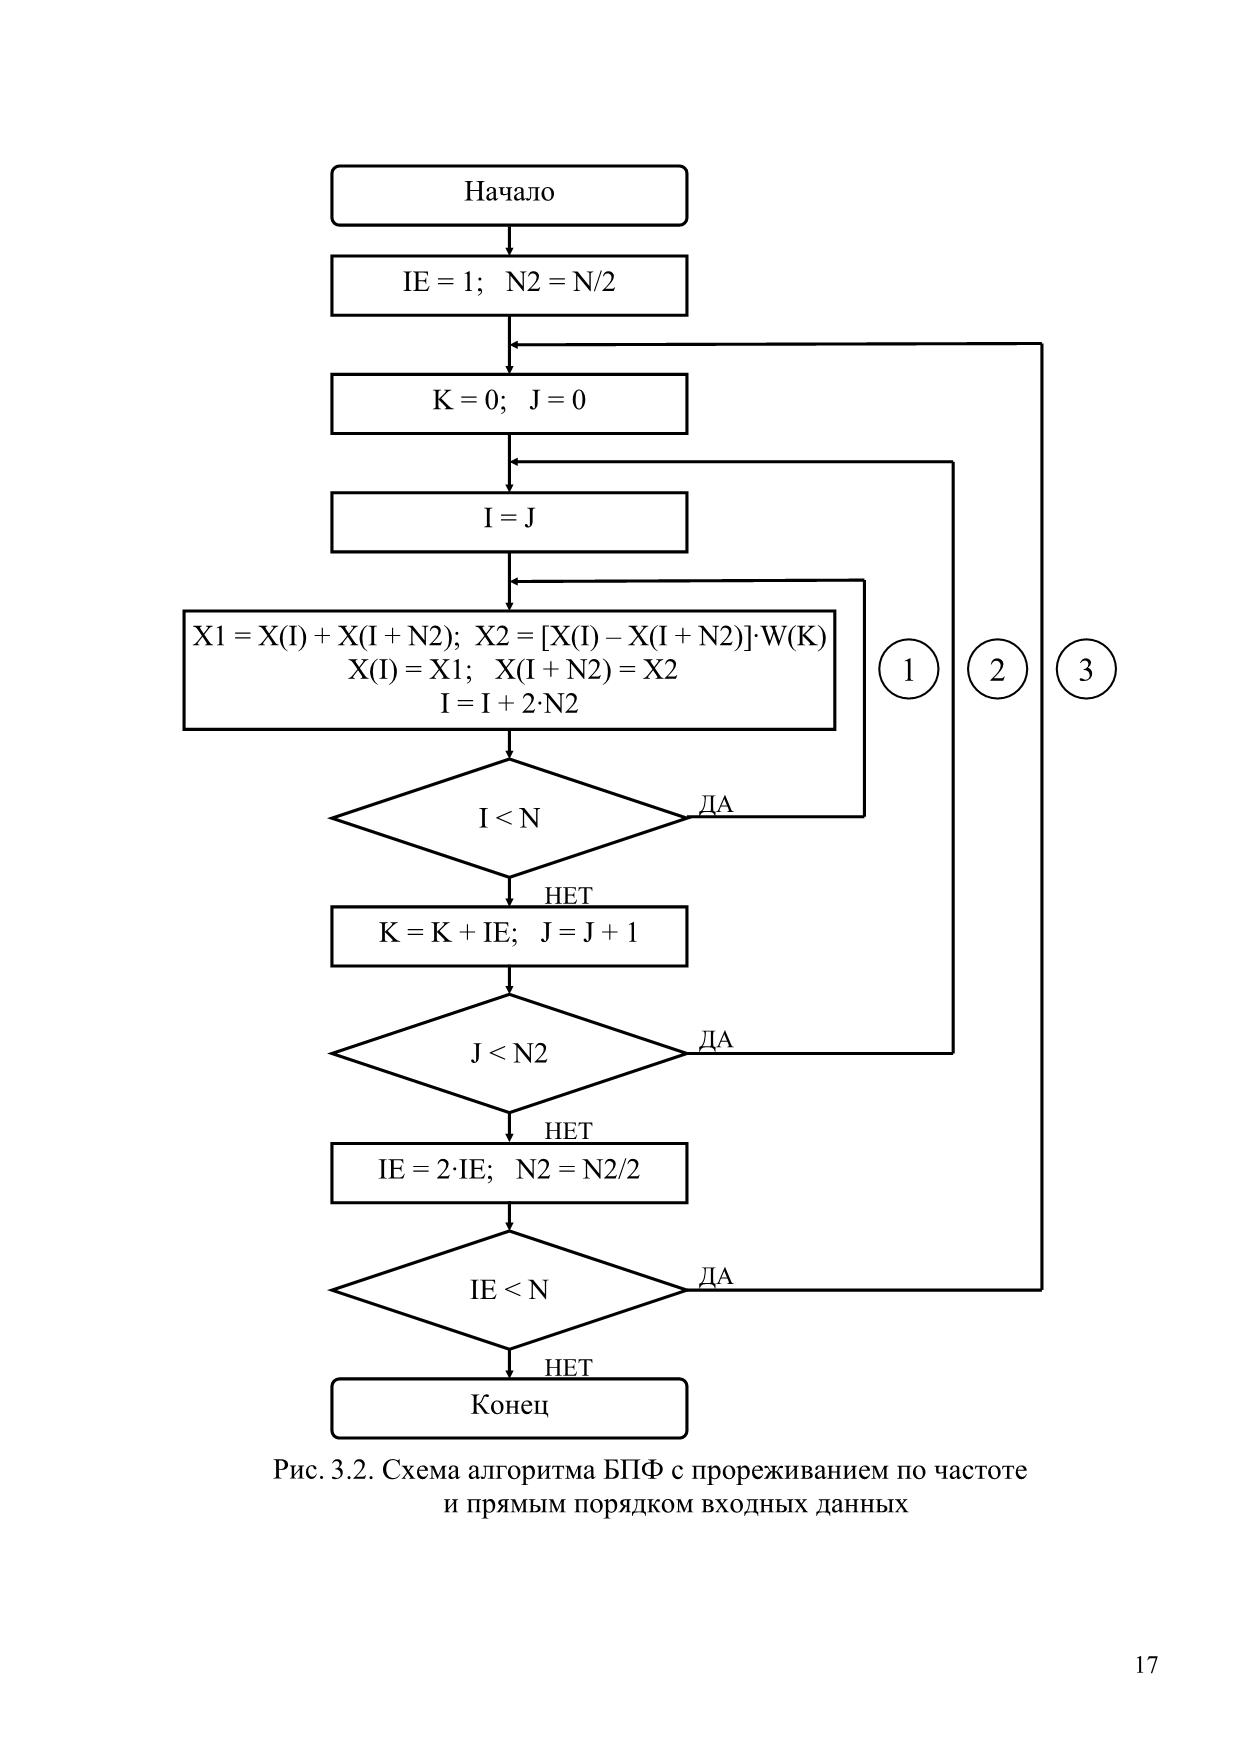 Начало
IE = 1; N2 = N/2
K = 0; J = 0
I = J
X1 = X(I) + X(I + N2); X2 = [X(I) – X(I + N2)]·W(K)
X(I) = X1; X(I + N2) = X2
I = I + 2·N2
1
2
3
I < N
ДА
НЕТ
K = K + IE; J = J + 1
J < N2
ДА
НЕТ
IE = 2·IE; N2 = N2/2
IE < N
ДА
НЕТ
Конец
Рис. 3.2. Схема алгоритма БПФ с прореживанием по частоте
и прямым порядком входных данных
17